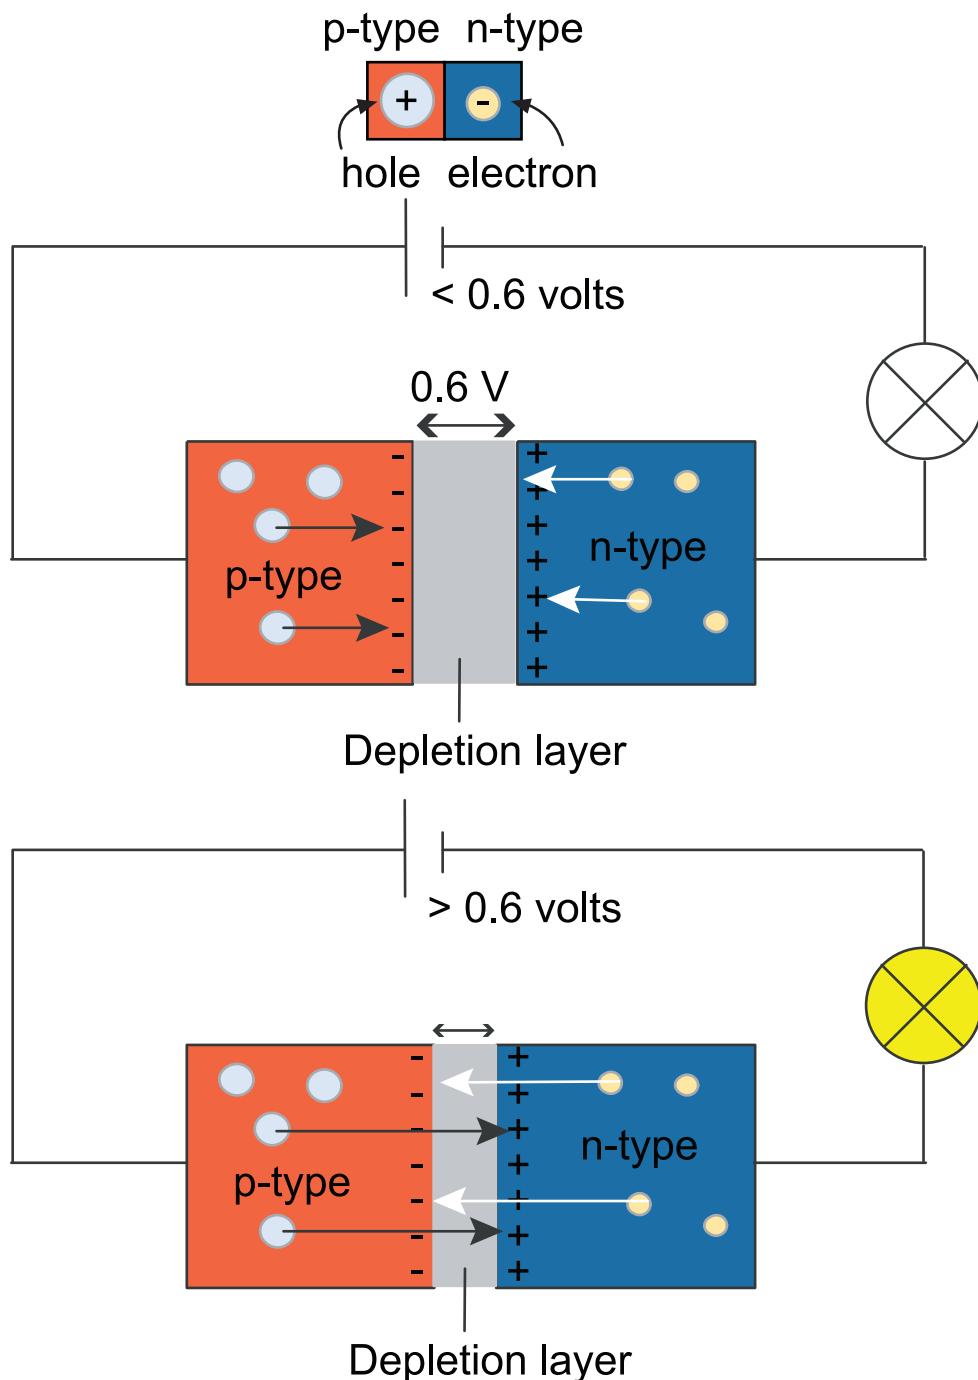 p-type n-type
+ -
hole electron
< 0.6 volts
0.6 V
- +
- +
- +
p-type n-type
- +
- +
- +
- +
Depletion layer
> 0.6 volts
- +
- +
- +
p-type n-type
- +
- +
- +
- +
Depletion layer